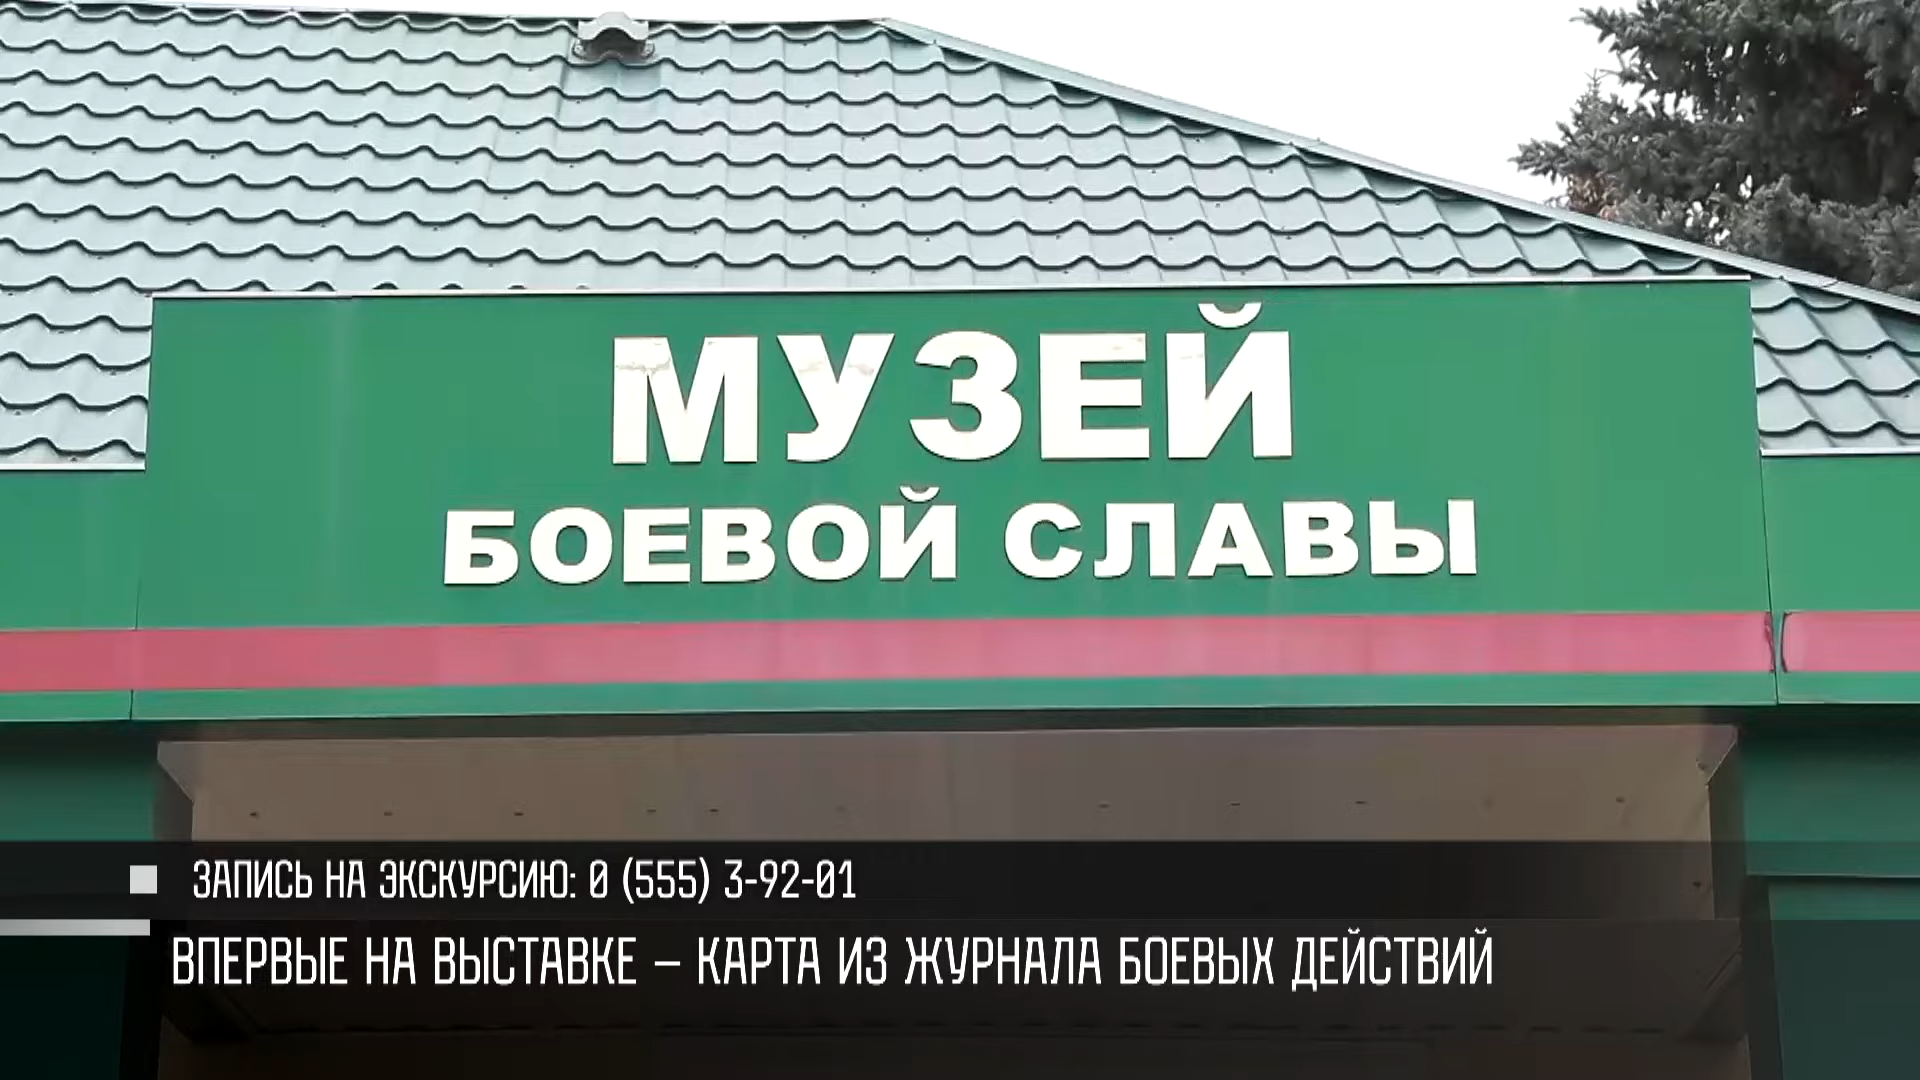 МУЗЕЙ
БОЕВОЙ СЛАВЫ
ЗАПИСЬ НА ЭКСКУРСИЮ: 0 (555) 3-92-01
ВПЕРВЫЕ НА ВЫСТАВКЕ – КАРТА ИЗ ЖУРНАЛА БОЕВЫХ ДЕЙСТВИЙ